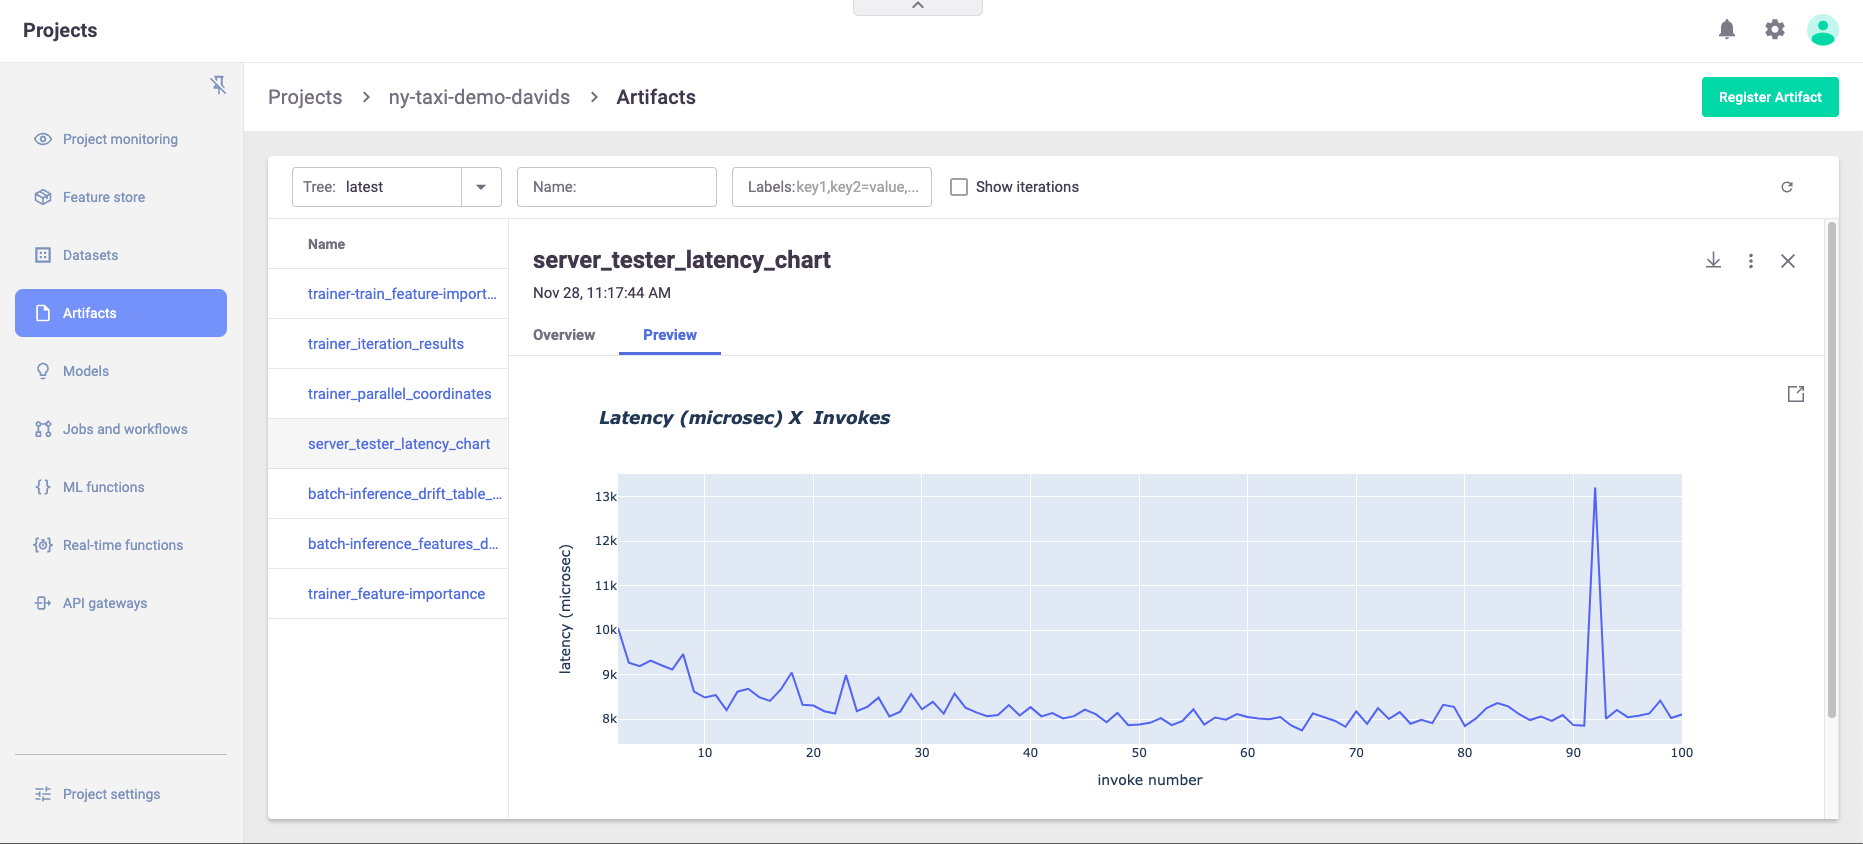 Projects
Projects > ny-taxi-demo-davids > Artifacts
Register Artifact
Project monitoring
Feature store
Datasets
Artifacts
Models
Jobs and workflows
ML functions
Real-time functions
API gateways
Project settings
Tree: latest
Name:
Labels:key1,key2=value,...
Show iterations
Name
trainer-train_feature-import...
trainer_iteration_results
trainer_parallel_coordinates
server_tester_latency_chart
batch-inference_drift_table_...
batch-inference_features_d...
trainer_feature-importance
server_tester_latency_chart
Nov 28, 11:17:44 AM
Overview Preview
Latency (microsec) X Invokes
latency (microsec)
13k
12k
11k
10k
9k
8k
10 20 30 40 50 60 70 80 90 100
invoke number